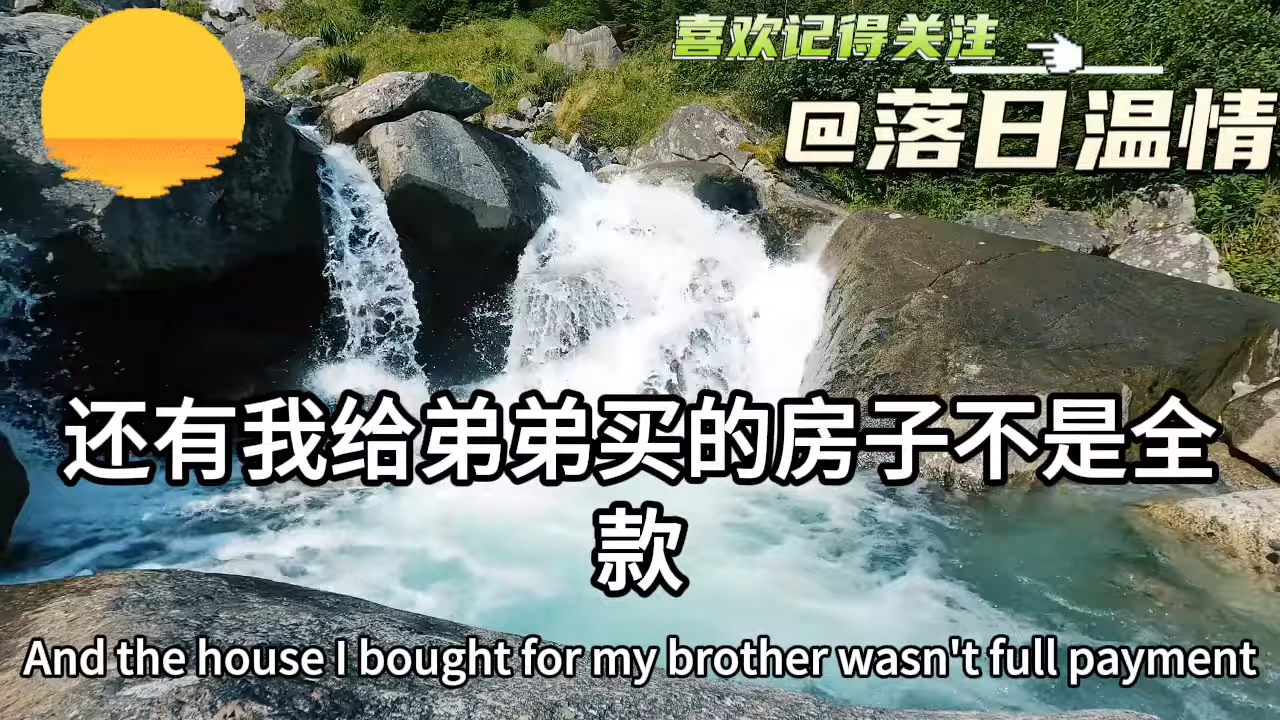 喜欢记得关注
@落日温情
还有我给弟弟买的房子不是全
款
And the house I bought for my brother wasn't full payment